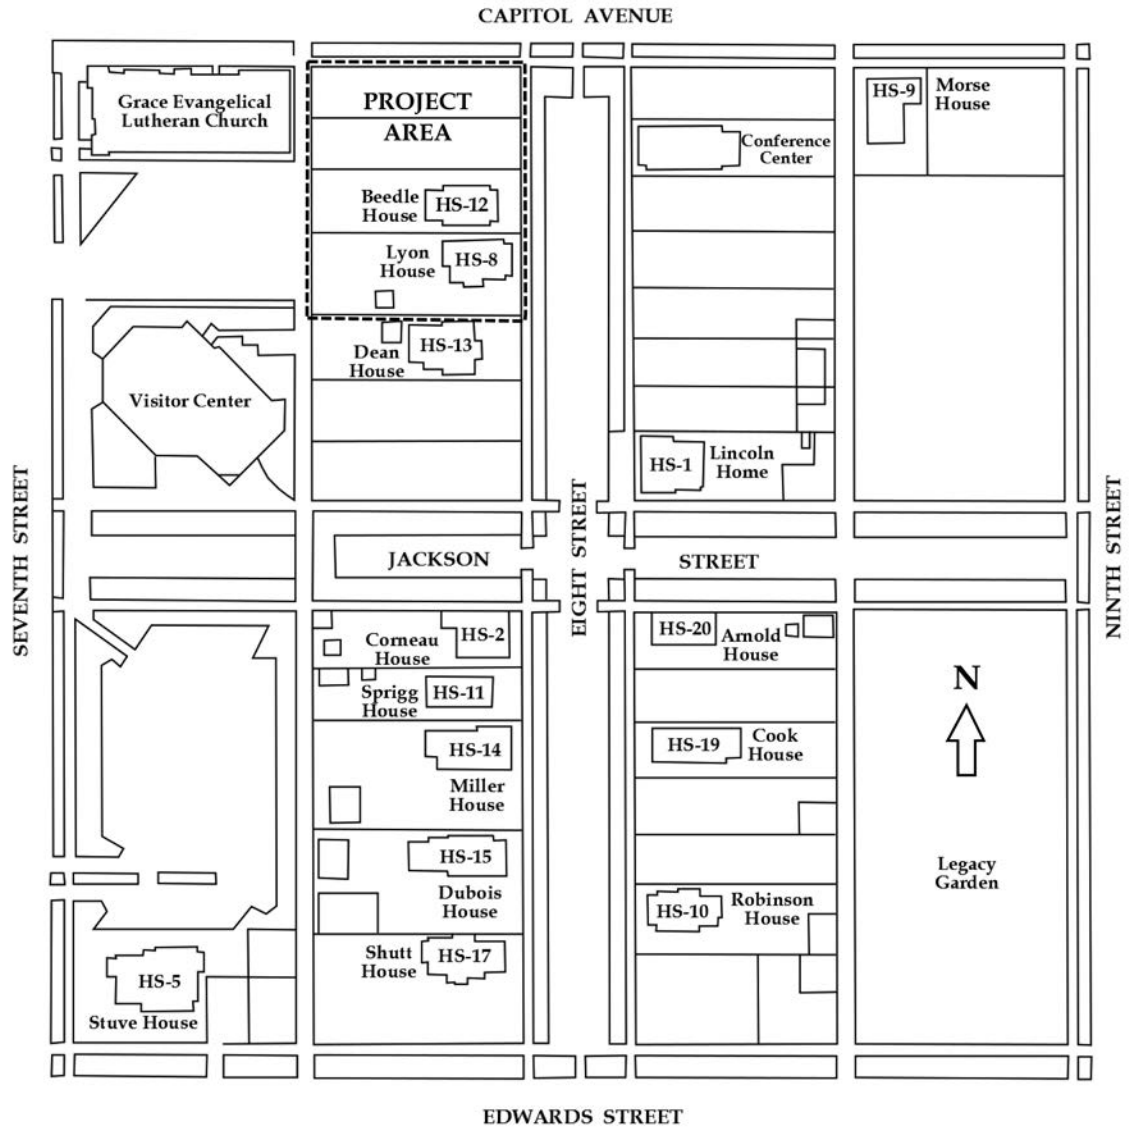 CAPITOL AVENUE
Grace Evangelical
Lutheran Church
PROJECT
AREA
HS-9
Morse
House
Conference
Center
Beedle
House
HS-12
Lyon
House
HS-8
Dean
House
HS-13
Visitor Center
HS-1
Lincoln
Home
SEVENTH STREET
EIGHT STREET
NINTH STREET
JACKSON
STREET
Corneau
House
HS-2
HS-20
Arnold
House
Sprigg
House
HS-11
N
HS-14
Miller
House
HS-19
Cook
House
HS-15
Dubois
House
Legacy
Garden
HS-10
Robinson
House
Shutt
House
HS-17
HS-5
Stuve House
EDWARDS STREET